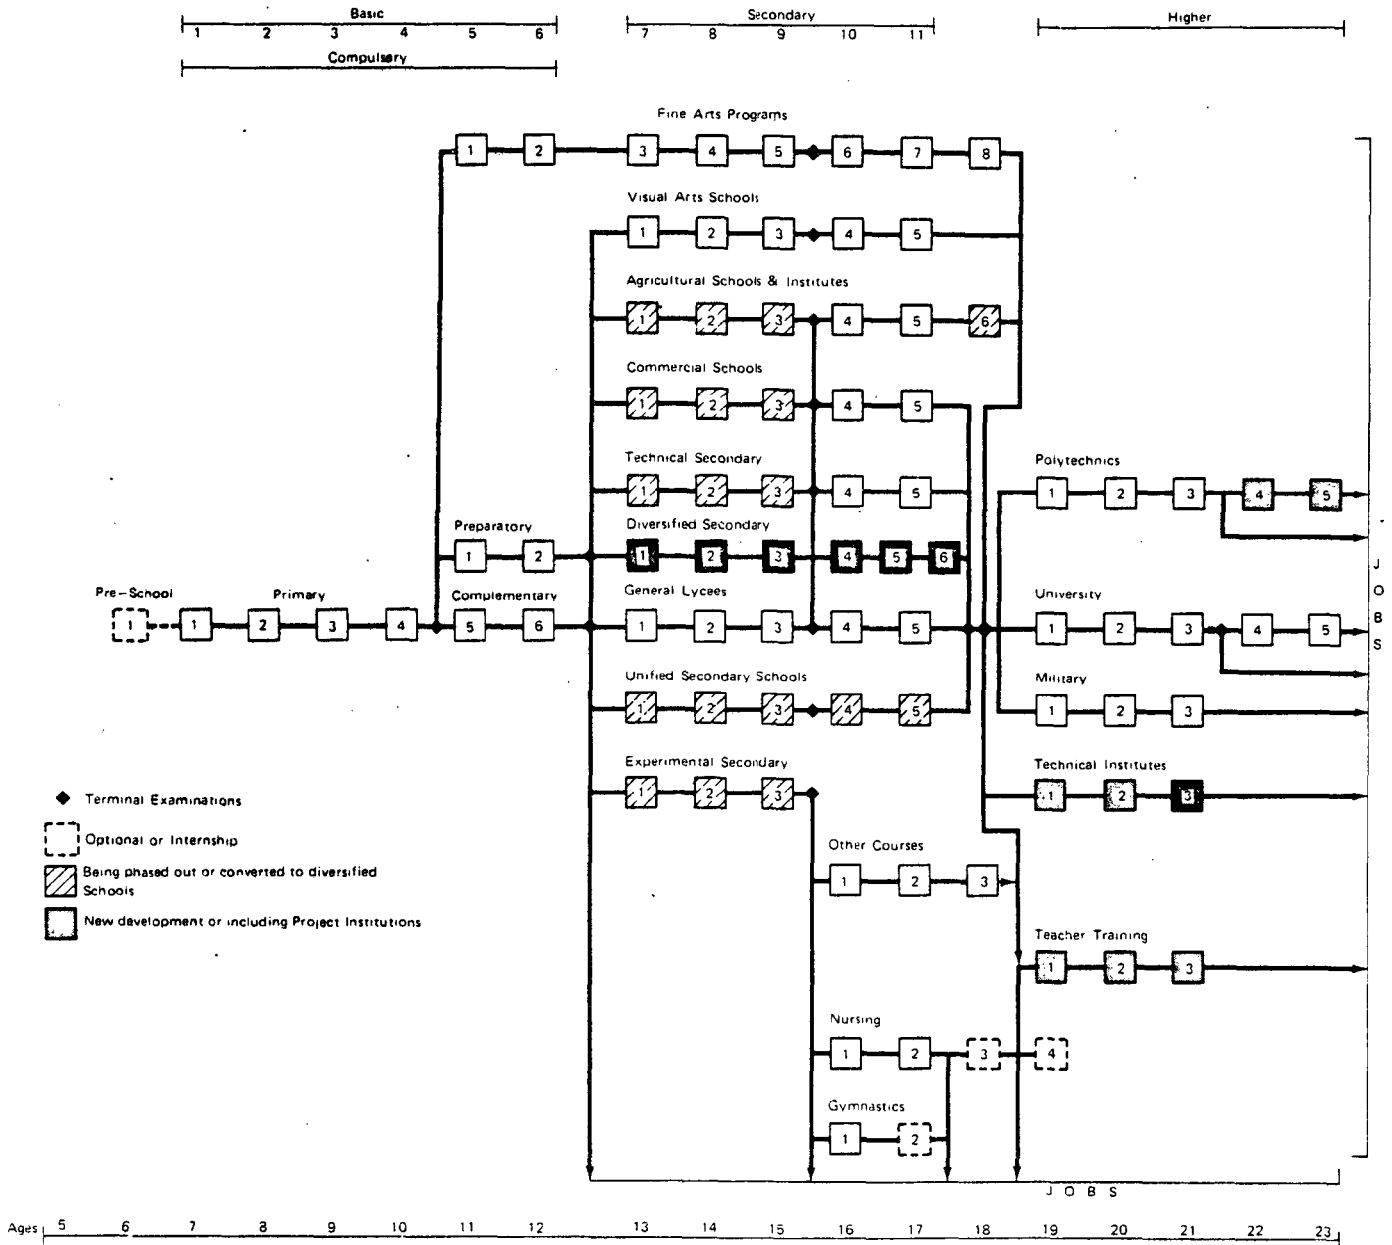 Basic Secondary Higher
1 2 3 4 5 6 7 8 9 10 11
Compulsary
Fine Arts Programs
1 2 3 4 5 6 7 8
Visual Arts Schools
1 2 3 4 5
Agricultural Schools & Institutes
1 2 3 4 5 6
Commercial Schools
1 2 3 4 5
Technical Secondary Polytechnics
1 2 3 4 5 1 2 3 4 5
Preparatory Diversified Secondary
1 2 1 2 3 4 5 6
Pre-School Primary Complementary General Lycees University
1 1 2 3 4 5 6 1 2 3 4 5 1 2 3 4 5
JOBS
Unified Secondary Schools Military
1 2 3 4 5 1 2 3
Experimental Secondary Technical Institutes
1 2 3 1 2 3
Terminal Examinations
Optional or Internship
Being phased out or converted to diversified
Schools
New development or including Project Institutions
Other Courses
1 2 3
Teacher Training
1 2 3
Nursing
1 2 3 4
Gymnastics
1 2
JOBS
Ages 5 6 7 8 9 10 11 12 13 14 15 16 17 18 19 20 21 22 23